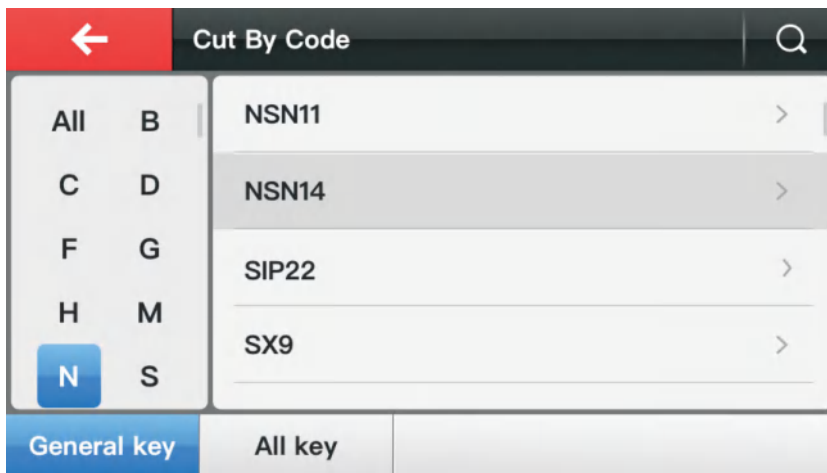 Cut By Code
All B
C D
F G
H M
N S
NSN11
NSN14
SIP22
SX9
General key
All key